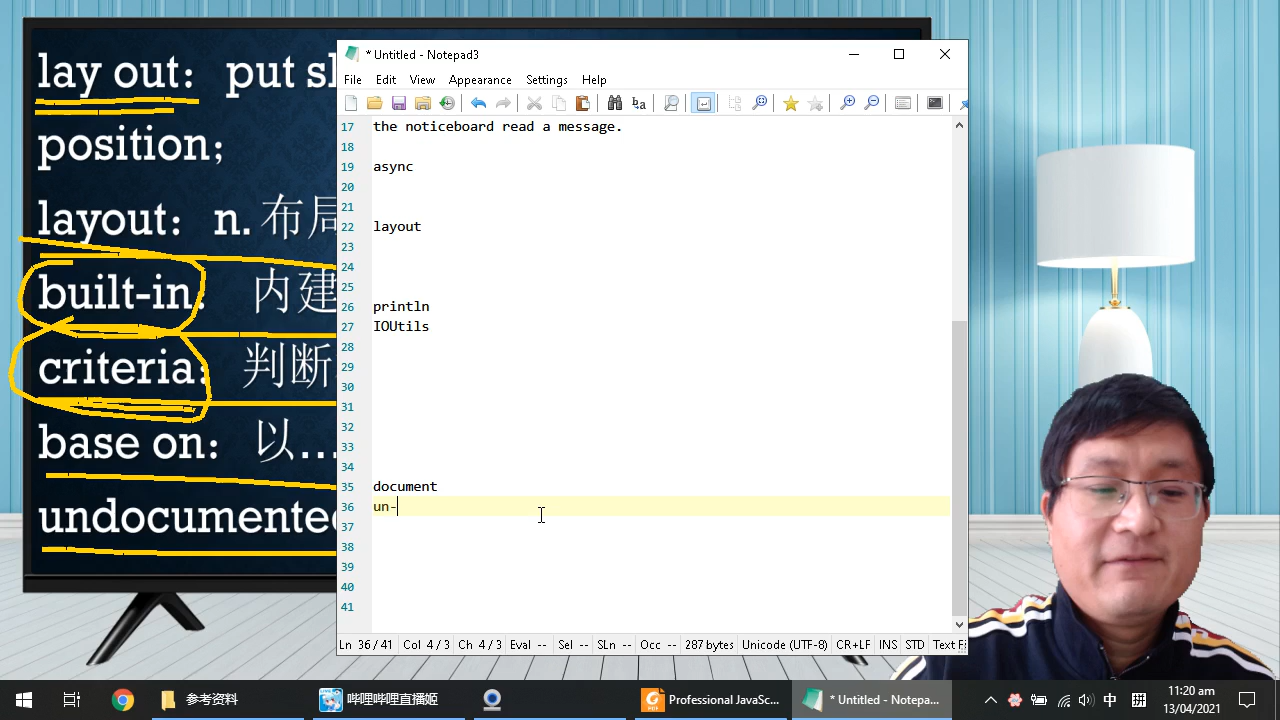 lay out：put
position;
layout：n. 布局
built-in： 内建
criteria： 判断
base on： 以…
undocumented
* Untitled - Notepad3
File Edit View Appearance Settings Help
17 the noticeboard read a message.
18
19 async
20
21
22 layout
23
24
25
26 println
27 IOUtils
28
29
30
31
32
33
34
35 document
36 un-
37
38
39
40
41
Ln 36 / 41 Col 4 / 3 Ch 4 / 3 Eval -- Sel -- SLn -- Occ -- 287 bytes Unicode (UTF-8) CR+LF INS STD Text
参考资料
哔哩哔哩直播姬
Professional JavaSc...
* Untitled - Notepa...
中
拼
11:20 am
13/04/2021